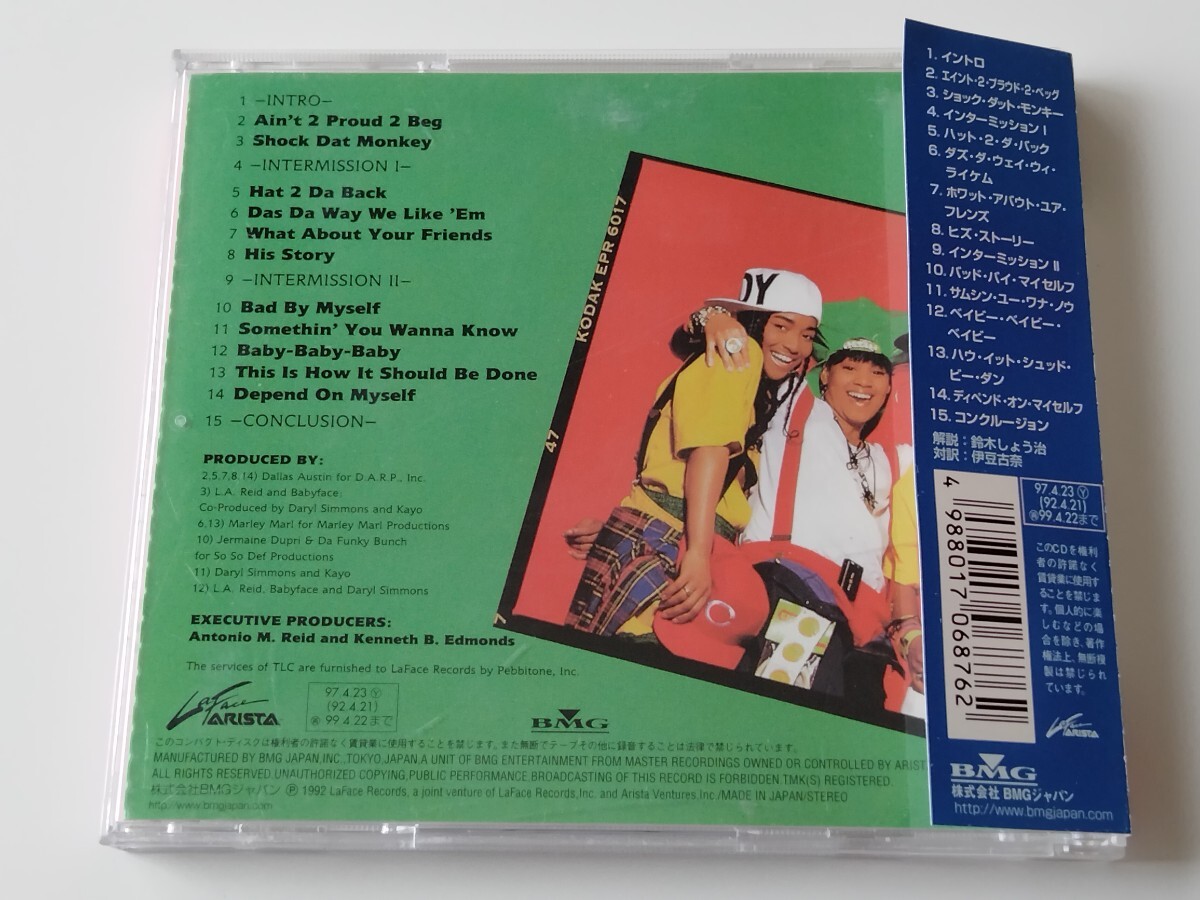 1 –INTRO–
2 Ain't 2 Proud 2 Beg
3 Shock Dat Monkey
4 –INTERMISSION I–
5 Hat 2 Da Back
6 Das Da Way We Like 'Em
7 What About Your Friends
8 His Story
9 –INTERMISSION II–
10 Bad By Myself
11 Somethin' You Wanna Know
12 Baby-Baby-Baby
13 This Is How It Should Be Done
14 Depend On Myself
15 –CONCLUSION–
PRODUCED BY:
2,5,7,8,14) Dallas Austin for D.A.R.P., Inc.
3) L.A. Reid and Babyface:
Co-Produced by Daryl Simmons and Kayo
6,13) Marley Marl for Marley Marl Productions
10) Jermaine Dupri & Da Funky Bunch
for So So Def Productions
11) Daryl Simmons and Kayo
12) L.A. Reid, Babyface and Daryl Simmons
EXECUTIVE PRODUCERS:
Antonio M. Reid and Kenneth B. Edmonds
The services of TLC are furnished to LaFace Records by Pebbitone, Inc.
LaFace
ARISTA
97.4.23 Ⓨ
(92.4.21)
㊢99.4.22まで
BMG
このコンパクト・ディスクは権利者の許諾なく賃貸業に使用することを禁じます。また無断でテープその他に録音することは法律で禁じられています。
MANUFACTURED BY BMG JAPAN,INC.,TOKYO,JAPAN.A UNIT OF BMG ENTERTAINMENT FROM MASTER RECORDINGS OWNED OR CONTROLLED BY ARIST
ALL RIGHTS RESERVED.UNAUTHORIZED COPYING,PUBLIC PERFORMANCE,BROADCASTING OF THIS RECORD IS FORBIDDEN.TMK(S) REGISTERED.
株式会社BMGジャパン Ⓟ 1992 LaFace Records, a joint venture of LaFace Records,Inc. and Arista Ventures,Inc./MADE IN JAPAN/STEREO
http://www.bmgjapan.com
KODAK EPR 6017
47
DY
C
1. イントロ
2. エイント・2・プラウド・2・ベッグ
3. ショック・ダット・モンキー
4. インターミッション I
5. ハット・2・ダ・バック
6. ダズ・ダ・ウェイ・ウィ・
ライケム
7. ホワット・アバウト・ユア・
フレンズ
8. ヒズ・ストーリー
9. インターミッション II
10. バッド・バイ・マイセルフ
11. サムシン・ユー・ワナ・ノウ
12. ベイビー・ベイビー・
ベイビー
13. ハウ・イット・シュッド・
ビー・ダン
14. ディペンド・オン・マイセルフ
15. コンクルージョン
解説：鈴木しょう治
対訳：伊豆古奈
4 988017 068762
97.4.23 Ⓨ
(92.4.21)
㊢99.4.22まで
このCDを権利
者の許諾なく
賃貸業に使用す
ることを禁じま
す。個人的に楽
しむなどの場
合を除き、著作
権法上、無断複
製は禁じられ
ています。
LaFace
ARISTA
BMG
株式会社 BMGジャパン
http://www.bmgjapan.com